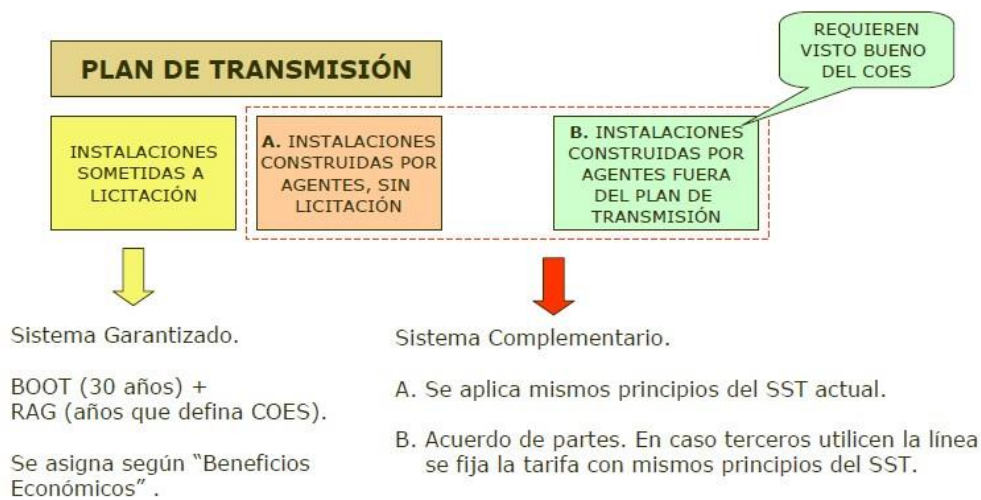 REQUIEREN
VISTO BUENO
DEL COES
PLAN DE TRANSMISIÓN
INSTALACIONES
SOMETIDAS A
LICITACIÓN
A. INSTALACIONES
CONSTRUIDAS POR
AGENTES, SIN
LICITACIÓN
B. INSTALACIONES
CONSTRUIDAS POR
AGENTES FUERA
DEL PLAN DE
TRANSMISIÓN
Sistema Garantizado.
BOOT (30 años) +
RAG (años que defina COES).
Se asigna según “Beneficios
Económicos” .
Sistema Complementario.
A. Se aplica mismos principios del SST actual.
B. Acuerdo de partes. En caso terceros utilicen la línea
se fija la tarifa con mismos principios del SST.